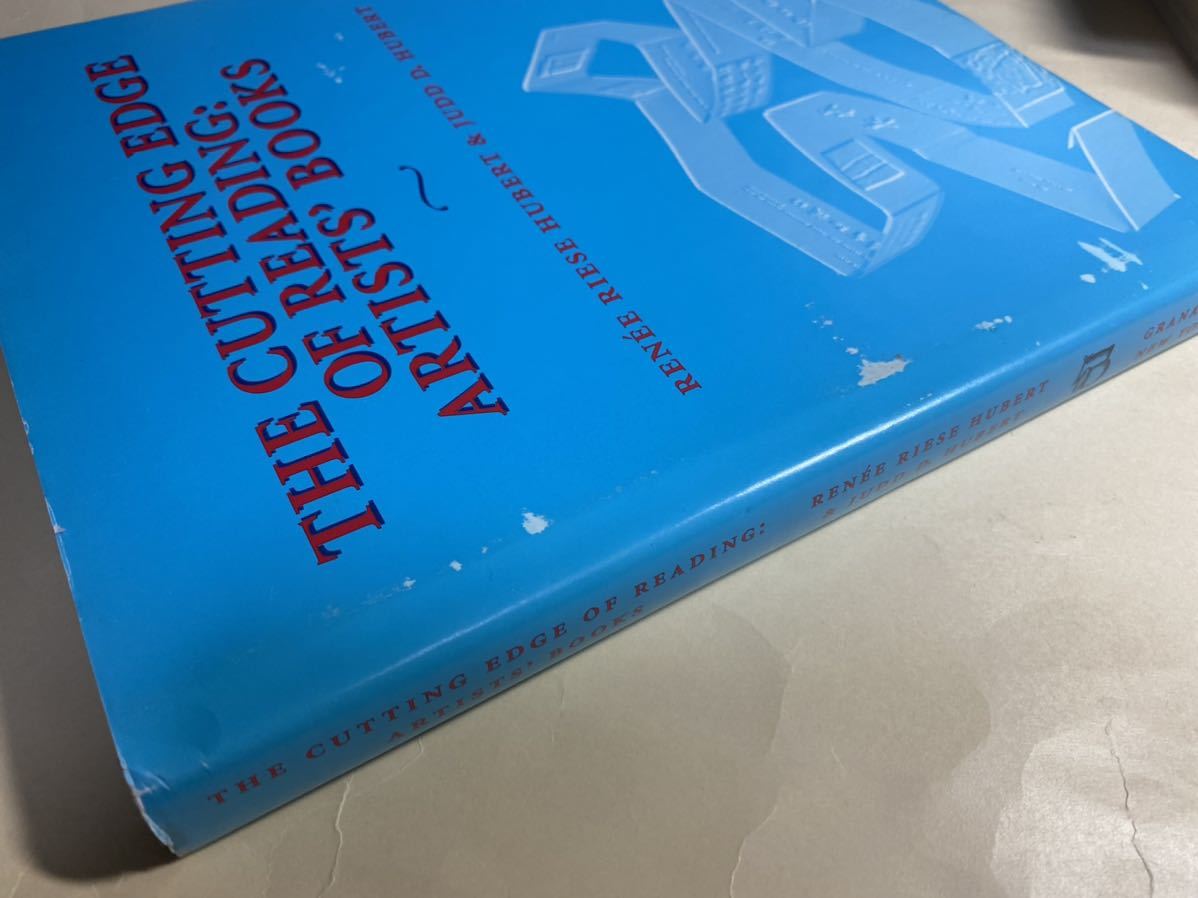 THE CUTTING EDGE
OF READING:
ARTISTS' BOOKS
~
RENÉE RIESE HUBERT & JUDD D. HUBERT
THE CUTTING EDGE OF READING:
ARTISTS' BOOKS
RENÉE RIESE HUBERT
& JUDD D. HUBERT